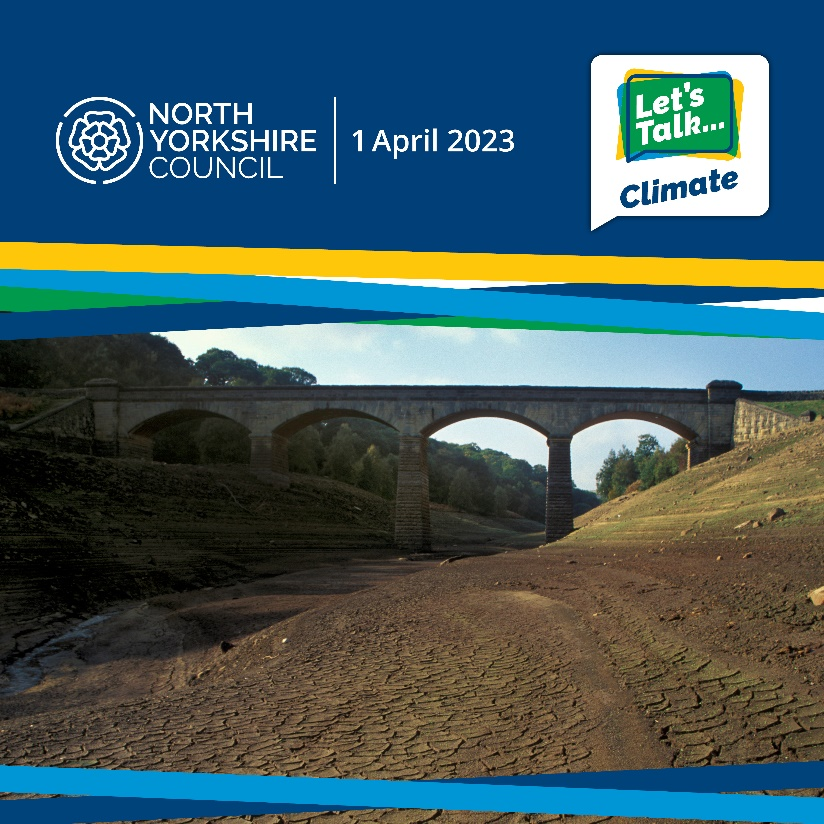 NORTH
YORKSHIRE
COUNCIL
1 April 2023
Let's
Talk...
Climate